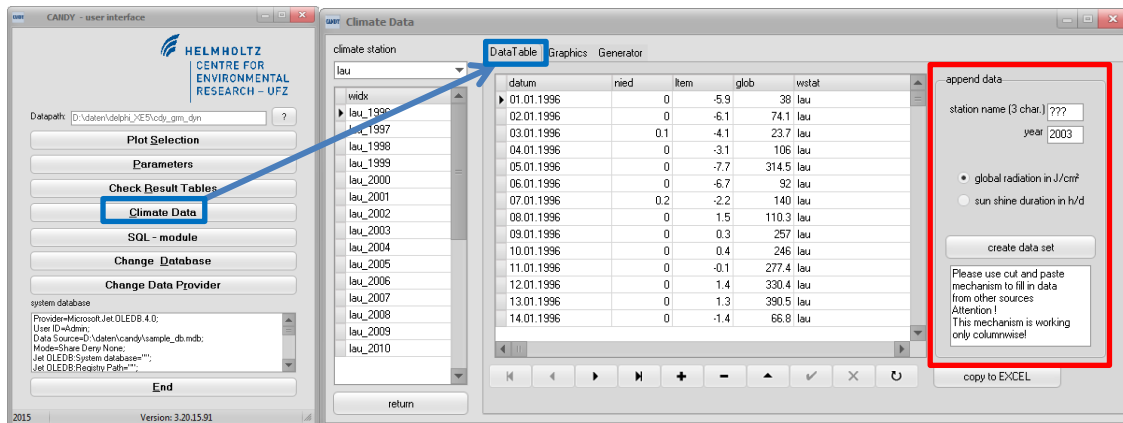 CANDY - user interface
HELMHOLTZ
CENTRE FOR
ENVIRONMENTAL
RESEARCH – UFZ
Datapath:
D:\daten\delphi_XE5\cdy_grm_dyn
?
Plot Selection
Parameters
Check Result Tables
Climate Data
SQL - module
Change Database
Change Data Provider
system database
Provider=Microsoft.Jet.OLEDB.4.0;
User ID=Admin;
Data Source=D:\daten\candy\sample_db.mdb;
Mode=Share Deny None;
Jet OLEDB:System database="";
Jet OLEDB:Registry Path="";
End
2015 Version: 3.20.15.91
Climate Data
climate station
lau
widx
lau_1996
lau_1997
lau_1998
lau_1999
lau_2000
lau_2001
lau_2002
lau_2003
lau_2004
lau_2005
lau_2006
lau_2007
lau_2008
lau_2009
lau_2010
return
DataTable Graphics Generator
datum nied ltem glob wstat
01.01.1996 0 -5.9 38 lau
02.01.1996 0 -6.1 74.1 lau
03.01.1996 0.1 -4.1 23.7 lau
04.01.1996 0 -3.1 106 lau
05.01.1996 0 -7.7 314.5 lau
06.01.1996 0 -6.7 92 lau
07.01.1996 0.2 -2.2 140 lau
08.01.1996 0 1.5 110.3 lau
09.01.1996 0 0.3 257 lau
10.01.1996 0 0.4 246 lau
11.01.1996 0 -0.1 277.4 lau
12.01.1996 0 1.4 330.4 lau
13.01.1996 0 1.3 390.5 lau
14.01.1996 0 -1.4 66.8 lau
append data
station name (3 char.) ???
year 2003
global radiation in J/cm²
sun shine duration in h/d
create data set
Please use cut and paste
mechanism to fill in data
from other sources
Attention !
This mechanism is working
only columnwise!
copy to EXCEL